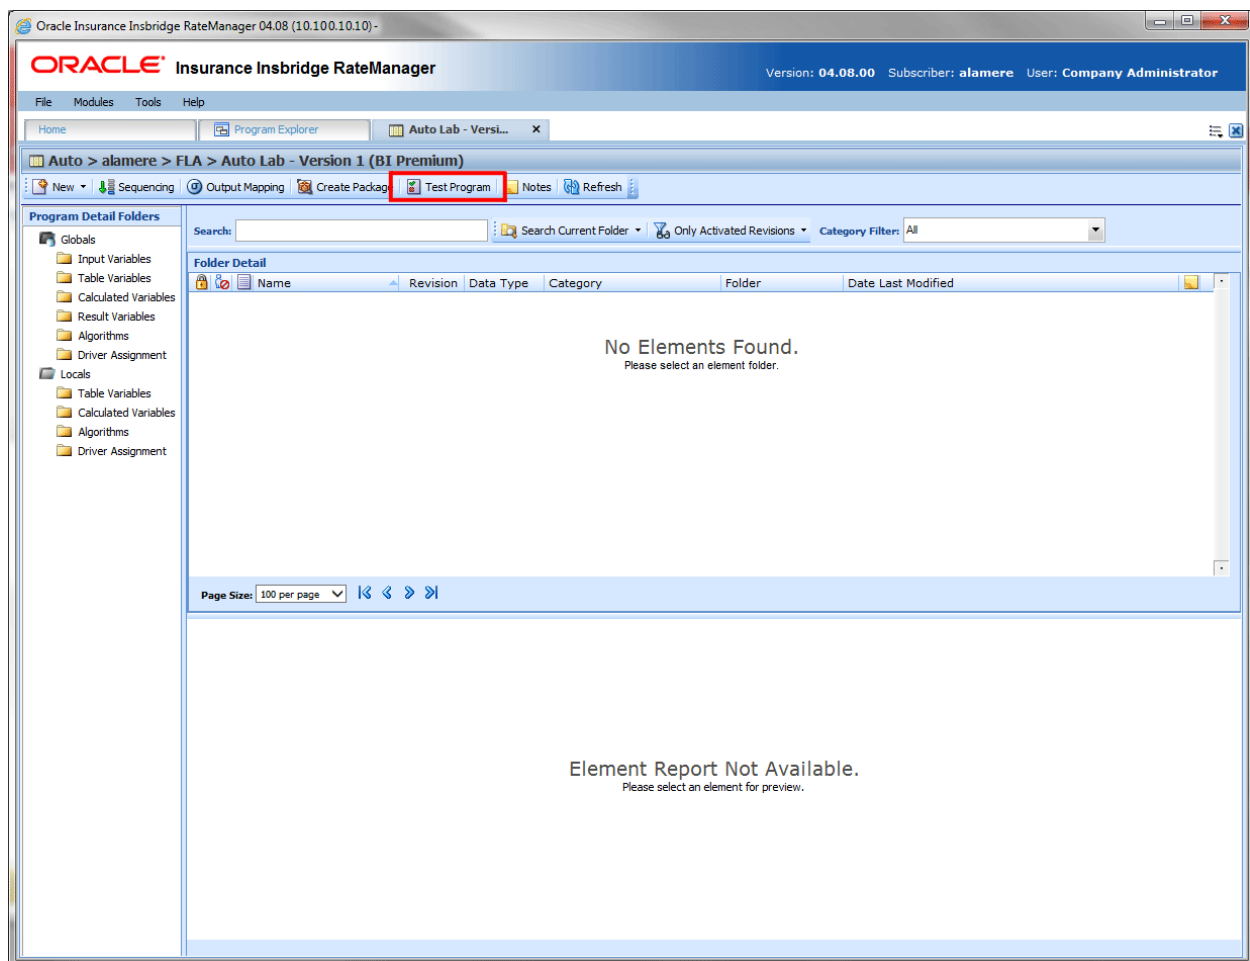 Oracle Insurance Insbridge RateManager 04.08 (10.100.10.10) -
ORACLE Insurance Insbridge RateManager
Version: 04.08.00 Subscriber: alamere User: Company Administrator
File Modules Tools Help
Home Program Explorer Auto Lab - Versi...
Auto > alamere > FLA > Auto Lab - Version 1 (BI Premium)
New Sequencing Output Mapping Create Package Test Program Notes Refresh
Program Detail Folders
Globals
Input Variables
Table Variables
Calculated Variables
Result Variables
Algorithms
Driver Assignment
Locals
Table Variables
Calculated Variables
Algorithms
Driver Assignment
Search: Search Current Folder Only Activated Revisions Category Filter: All
Folder Detail
Name Revision Data Type Category Folder Date Last Modified
No Elements Found.
Please select an element folder.
Page Size: 100 per page
Element Report Not Available.
Please select an element for preview.